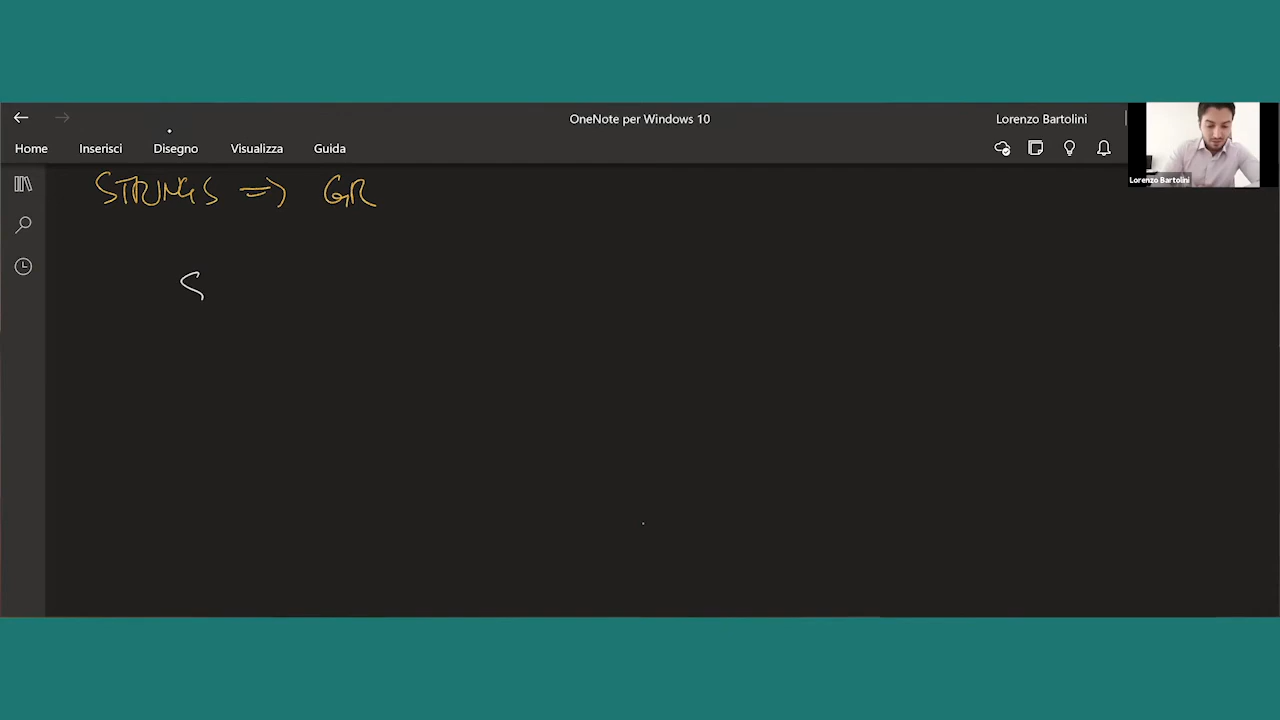 OneNote per Windows 10
Lorenzo Bartolini
Home Inserisci Disegno Visualizza Guida
Lorenzo Bartolini
STRINGS => GR
S